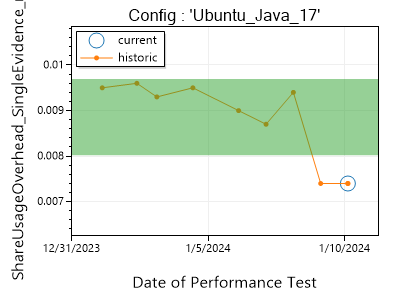 Config : 'Ubuntu_Java_17'
current
historic
0.01
0.009
0.008
0.007
12/31/2023
1/5/2024
1/10/2024
Date of Performance Test
ShareUsageOverhead_SingleEvidence_